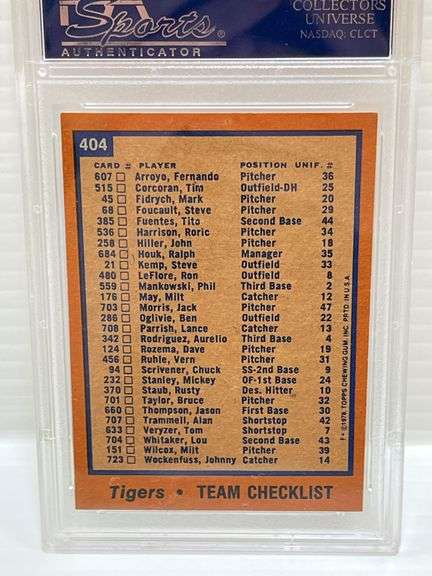 COLLECTORS
UNIVERSE
NASDAQ: CLCT
Sports®
AUTHENTICATOR
404
CARD # PLAYER POSITION UNIF. #
607 □ Arroyo, Fernando Pitcher 36
515 □ Corcoran, Tim Outfield-DH 25
45 □ Fidrych, Mark Pitcher 20
68 □ Foucault, Steve Pitcher 29
385 □ Fuentes, Tito Second Base 44
536 □ Harrison, Roric Pitcher 34
258 □ Hiller, John Pitcher 18
684 □ Houk, Ralph Manager 35
21 □ Kemp, Steve Outfield 33
480 □ LeFlore, Ron Outfield 8
559 □ Mankowski, Phil Third Base 2
176 □ May, Milt Catcher 12
703 □ Morris, Jack Pitcher 47
286 □ Oglivie, Ben Outfield 22
708 □ Parrish, Lance Catcher 13
342 □ Rodriguez, Aurelio Third Base 4
124 □ Rozema, Dave Pitcher 19
456 □ Ruhle, Vern Pitcher 31
94 □ Scrivener, Chuck SS-2nd Base 9
232 □ Stanley, Mickey OF-1st Base 24
370 □ Staub, Rusty Des. Hitter 10
701 □ Taylor, Bruce Pitcher 32
660 □ Thompson, Jason First Base 30
707 □ Trammell, Alan Shortstop 42
633 □ Veryzer, Tom Shortstop 7
704 □ Whitaker, Lou Second Base 43
151 □ Wilcox, Milt Pitcher 39
723 □ Wockenfuss, Johnny Catcher 14
©1978 TOPPS CHEWING GUM, INC. PRTD. IN U.S.A.
Tigers • TEAM CHECKLIST